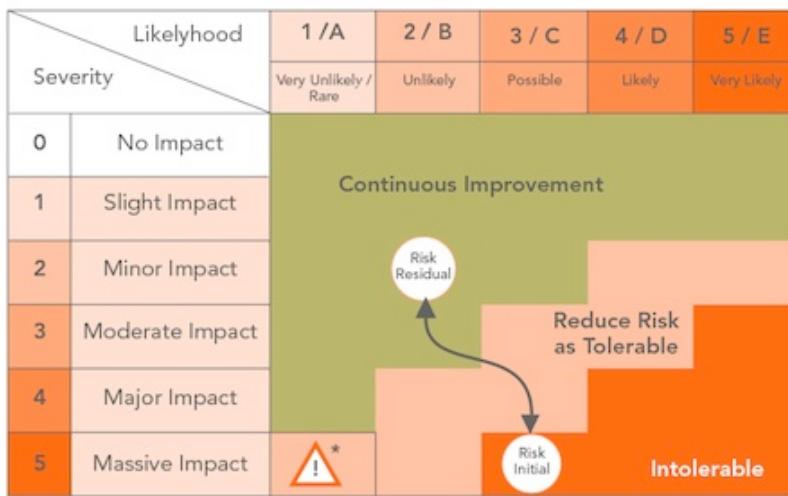 Likelyhood
Severity
1 /A
2 / B
3 / C
4 / D
5 / E
Very Unlikely /
Rare
Unlikely
Possible
Likely
Very Likely
0
No Impact
1
Slight Impact
2
Minor Impact
3
Moderate Impact
4
Major Impact
5
Massive Impact
Continuous Improvement
Risk
Residual
Reduce Risk
as Tolerable
! *
Risk
Initial
Intolerable